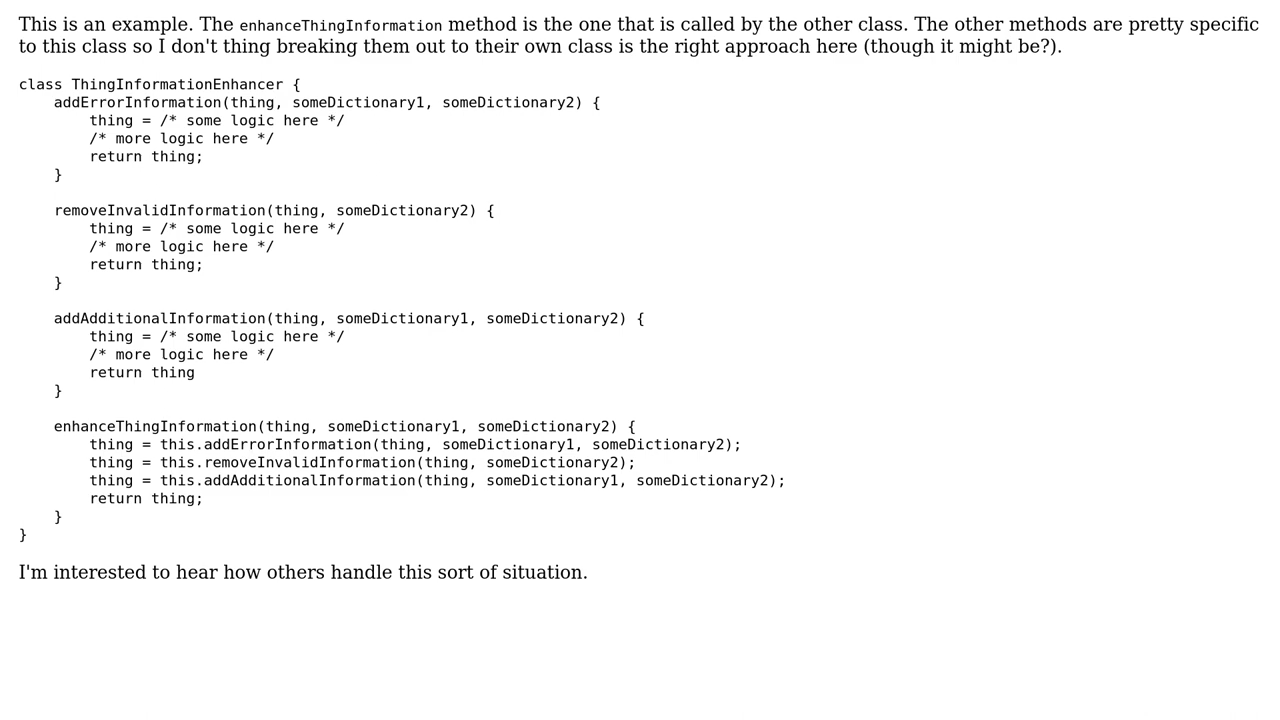 This is an example. The enhanceThingInformation method is the one that is called by the other class. The other methods are pretty specific
to this class so I don't thing breaking them out to their own class is the right approach here (though it might be?).
class ThingInformationEnhancer {
    addErrorInformation(thing, someDictionary1, someDictionary2) {
        thing = /* some logic here */
        /* more logic here */
        return thing;
    }
    removeInvalidInformation(thing, someDictionary2) {
        thing = /* some logic here */
        /* more logic here */
        return thing;
    }
    addAdditionalInformation(thing, someDictionary1, someDictionary2) {
        thing = /* some logic here */
        /* more logic here */
        return thing
    }
    enhanceThingInformation(thing, someDictionary1, someDictionary2) {
        thing = this.addErrorInformation(thing, someDictionary1, someDictionary2);
        thing = this.removeInvalidInformation(thing, someDictionary2);
        thing = this.addAdditionalInformation(thing, someDictionary1, someDictionary2);
        return thing;
    }
}
I'm interested to hear how others handle this sort of situation.